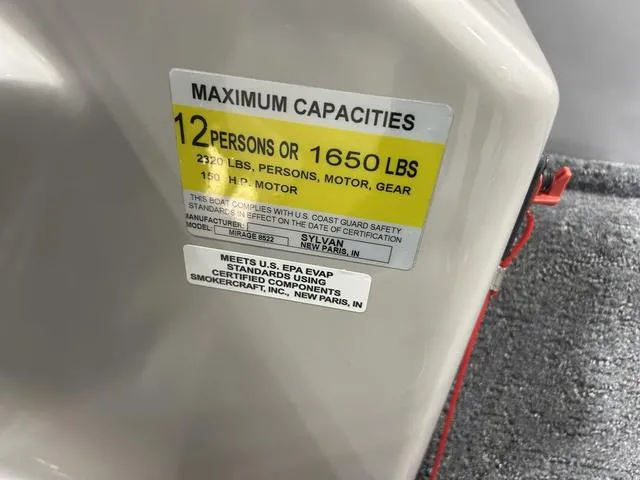 MAXIMUM CAPACITIES
12 PERSONS OR 1650 LBS
2320 LBS, PERSONS, MOTOR, GEAR
150 H.P. MOTOR
THIS BOAT COMPLIES WITH U.S. COAST GUARD SAFETY
STANDARDS IN EFFECT ON THE DATE OF CERTIFICATION
MANUFACTURER: SYLVAN
MODEL: MIRAGE 8522 NEW PARIS, IN
MEETS U.S. EPA EVAP
STANDARDS USING
CERTIFIED COMPONENTS
SMOKERCRAFT, INC., NEW PARIS, IN